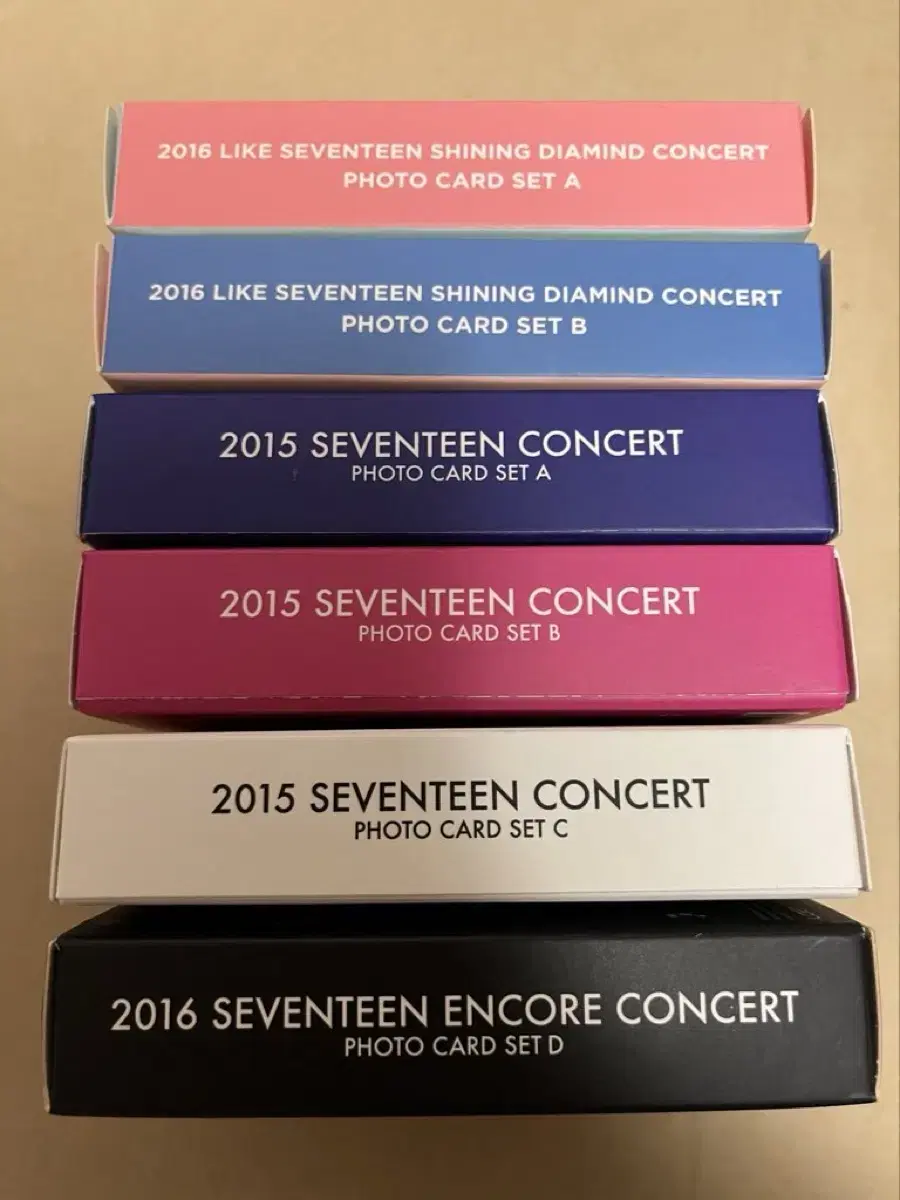 2016 LIKE SEVENTEEN SHINING DIAMIND CONCERT
PHOTO CARD SET A
2016 LIKE SEVENTEEN SHINING DIAMIND CONCERT
PHOTO CARD SET B
2015 SEVENTEEN CONCERT
PHOTO CARD SET A
2015 SEVENTEEN CONCERT
PHOTO CARD SET B
2015 SEVENTEEN CONCERT
PHOTO CARD SET C
2016 SEVENTEEN ENCORE CONCERT
PHOTO CARD SET D